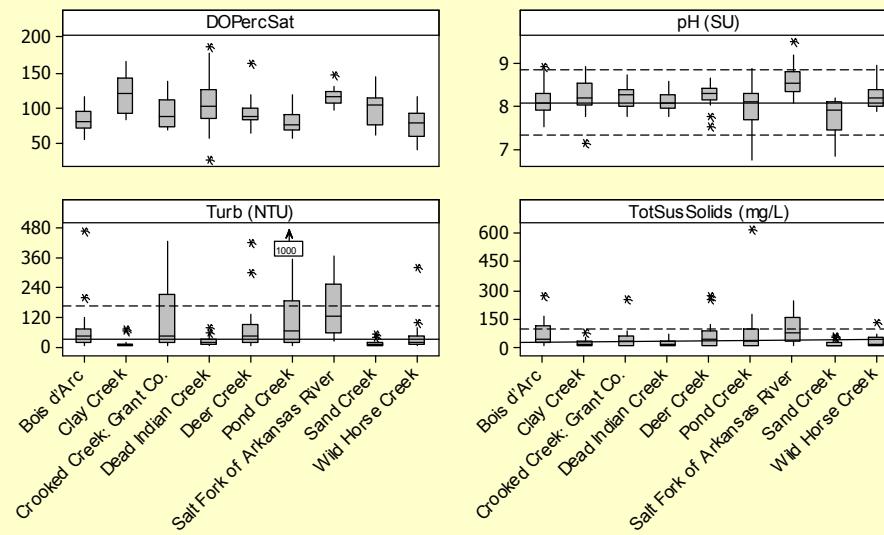 DOPercSat
200
150
100
50
pH (SU)
9
8
7
Turb (NTU)
480
360
240
120
0
1000
TotSusSolids (mg/L)
600
450
300
150
0
Bois d'Arc
Clay Creek
Crooked Creek: Grant Co.
Dead Indian Creek
Deer Creek
Pond Creek
Salt Fork of Arkansas River
Sand Creek
Wild Horse Creek
Bois d'Arc
Clay Creek
Crooked Creek: Grant Co.
Dead Indian Creek
Deer Creek
Pond Creek
Salt Fork of Arkansas River
Sand Creek
Wild Horse Creek